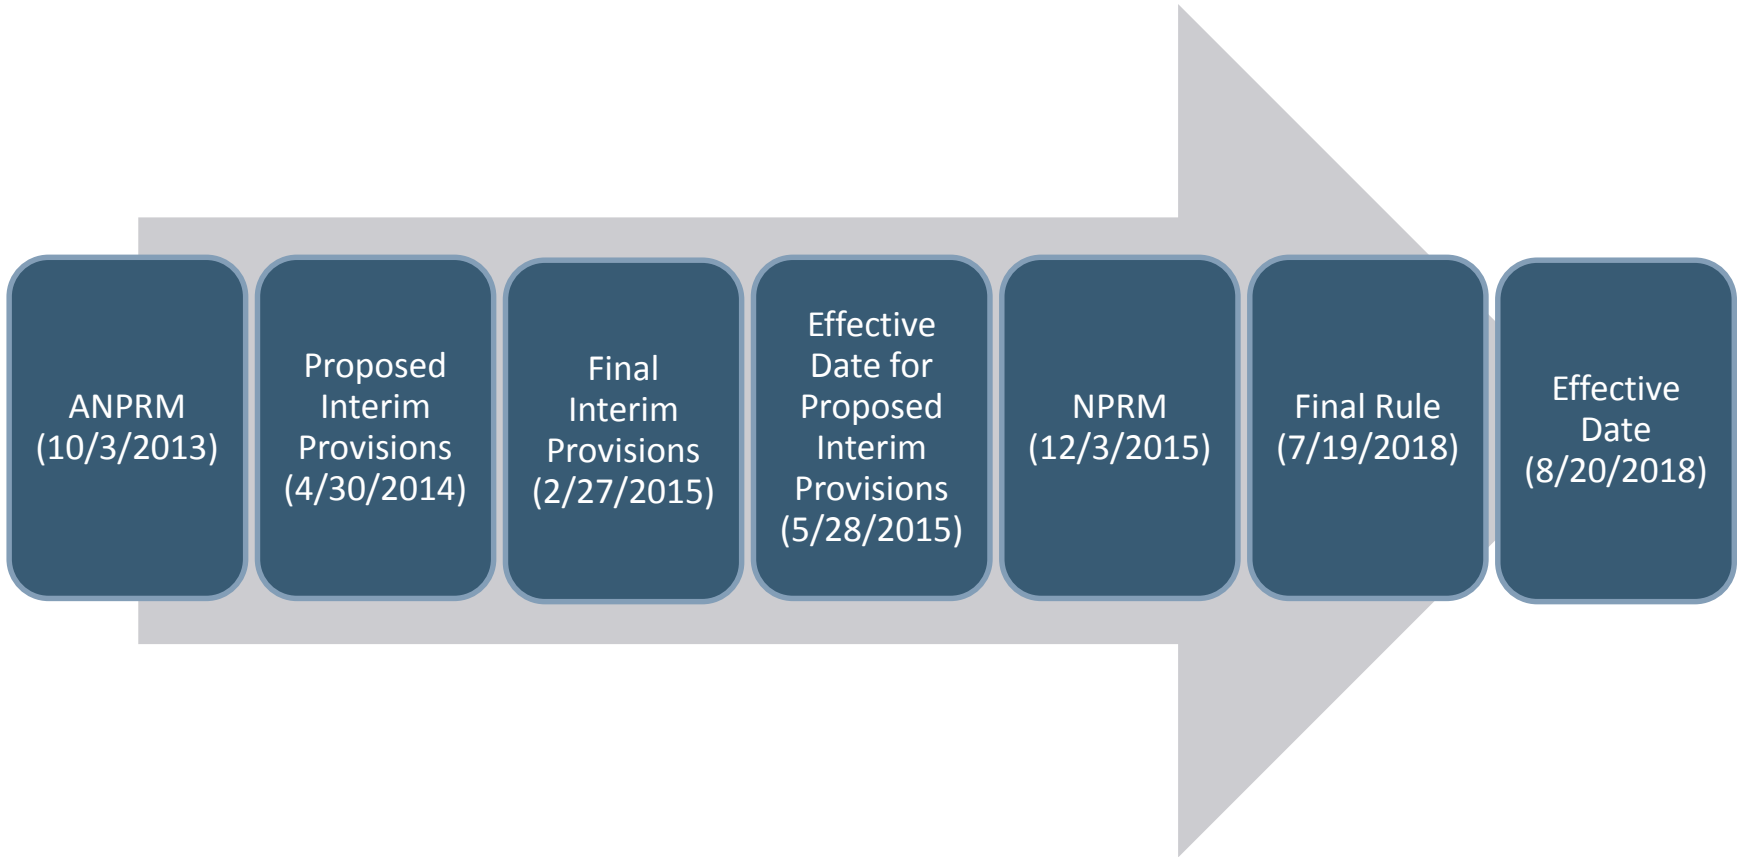 ANPRM
(10/3/2013)
Proposed
Interim
Provisions
(4/30/2014)
Final
Interim
Provisions
(2/27/2015)
Effective
Date for
Proposed
Interim
Provisions
(5/28/2015)
NPRM
(12/3/2015)
Final Rule
(7/19/2018)
Effective
Date
(8/20/2018)